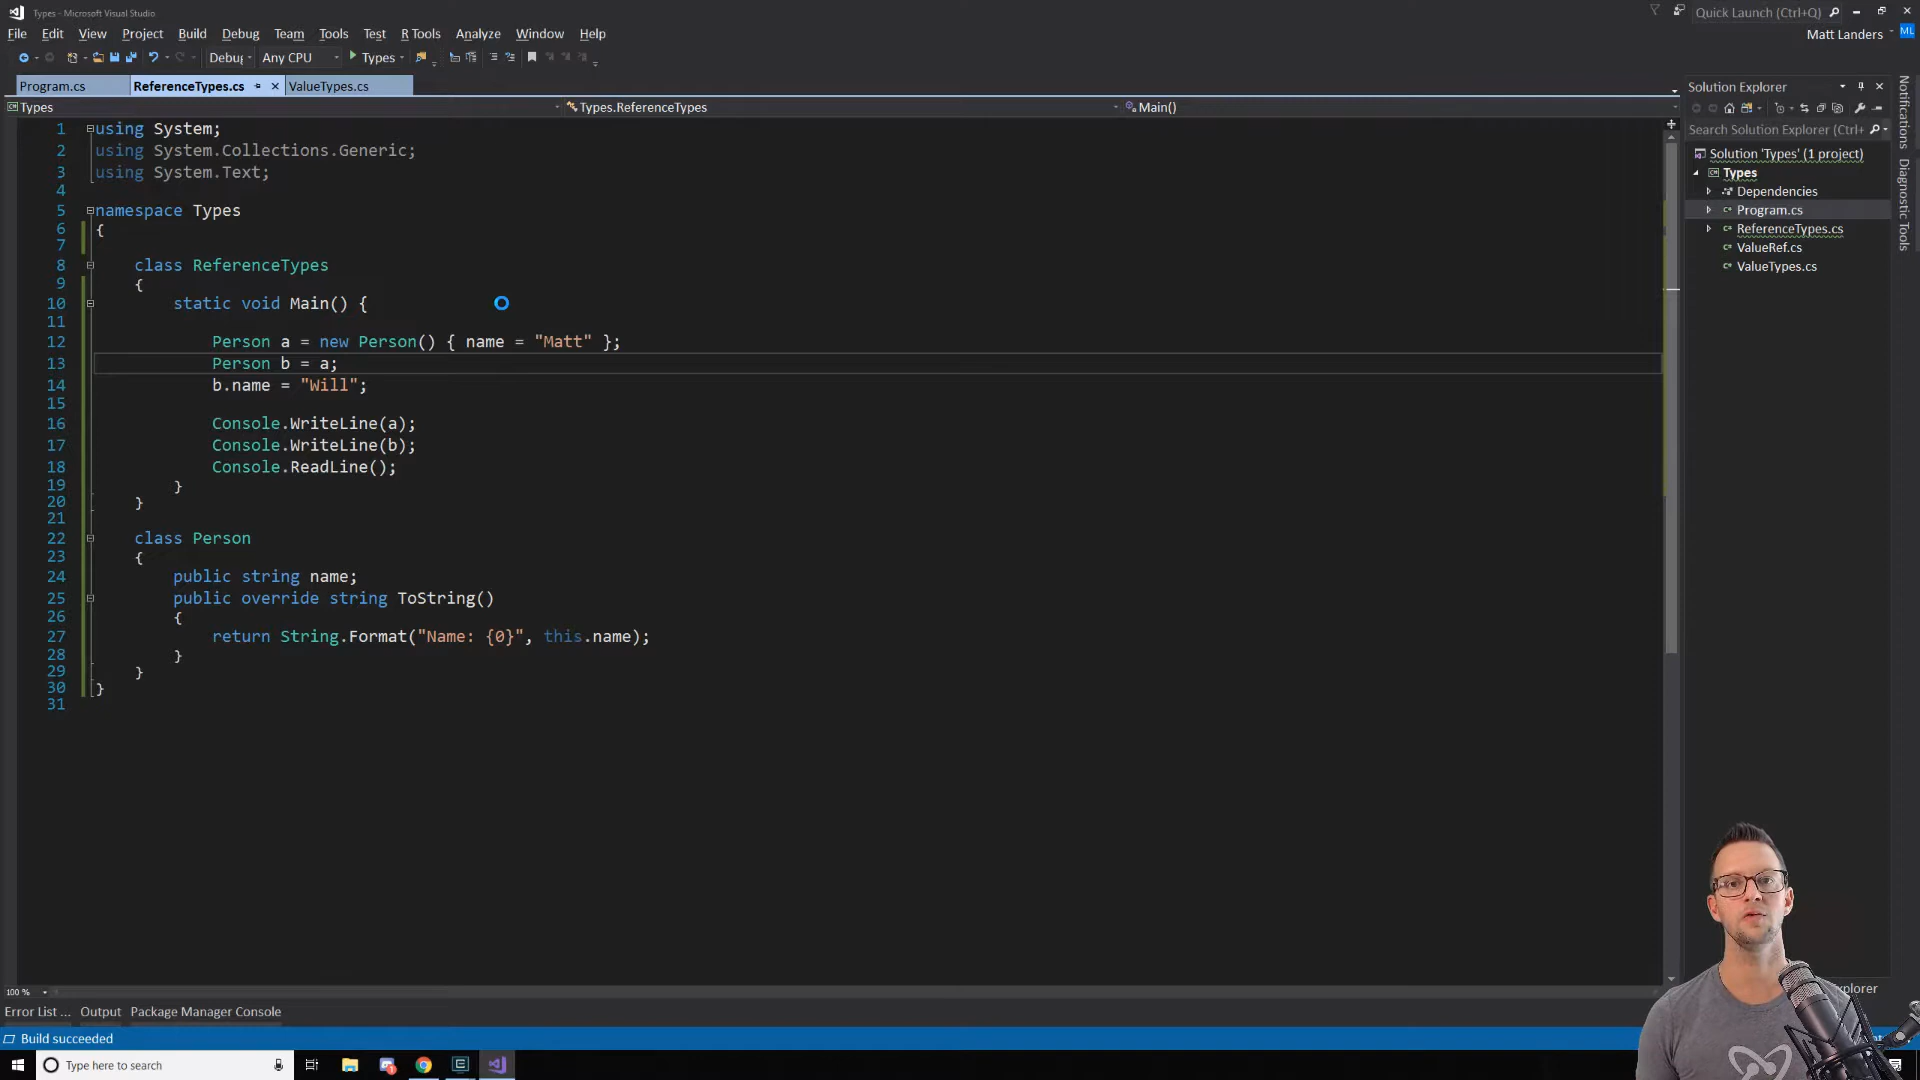 Types - Microsoft Visual Studio
Quick Launch (Ctrl+Q)
File Edit View Project Build Debug Team Tools Test R Tools Analyze Window Help
Matt Landers
ML
Debug Any CPU Types
Program.cs ReferenceTypes.cs ValueTypes.cs
Types Types.ReferenceTypes Main()
1 using System;
2 using System.Collections.Generic;
3 using System.Text;
4
5 namespace Types
6 {
7
8 class ReferenceTypes
9 {
10 static void Main() {
11
12 Person a = new Person() { name = "Matt" };
13 Person b = a;
14 b.name = "Will";
15
16 Console.WriteLine(a);
17 Console.WriteLine(b);
18 Console.ReadLine();
19 }
20 }
21
22 class Person
23 {
24 public string name;
25 public override string ToString()
26 {
27 return String.Format("Name: {0}", this.name);
28 }
29 }
30 }
31
Solution Explorer
Search Solution Explorer (Ctrl+
Solution 'Types' (1 project)
Types
Dependencies
Program.cs
ReferenceTypes.cs
ValueRef.cs
ValueTypes.cs
Notifications
Diagnostic Tools
100 %
Error List ... Output Package Manager Console
Build succeeded
Type here to search